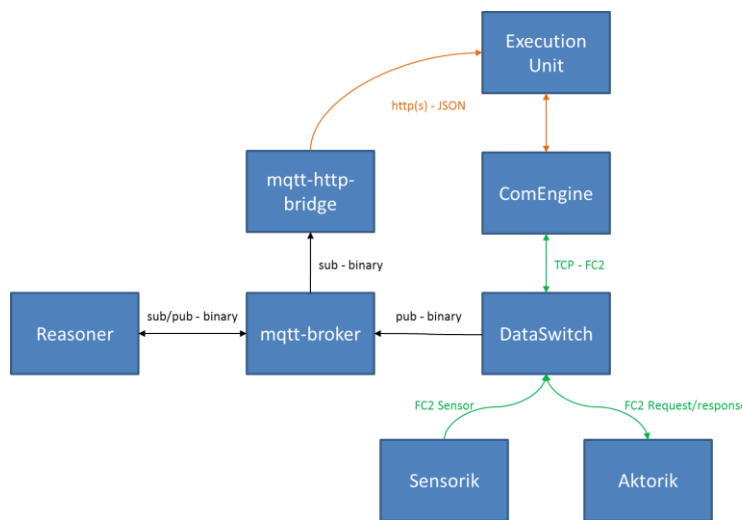 Execution
Unit
http(s) - JSON
mqtt-http-
bridge
ComEngine
sub - binary
TCP - FC2
Reasoner
sub/pub - binary
mqtt-broker
pub - binary
DataSwitch
FC2 Sensor
FC2 Request/response
Sensorik
Aktorik